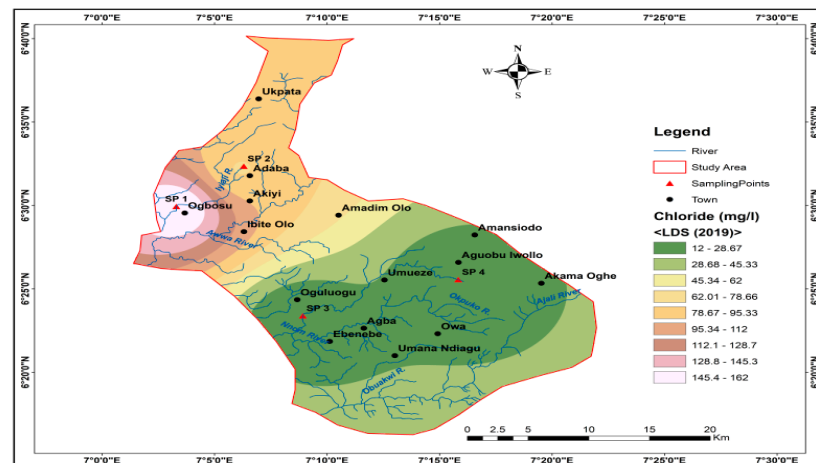 7°0'0"E 7°5'0"E 7°10'0"E 7°15'0"E 7°20'0"E 7°25'0"E 7°30'0"E
6°40'0"N
6°35'0"N
6°30'0"N
6°25'0"N
6°20'0"N
N
W E
S
Ukpata
SP 2
Adaba
Iyaji R.
SP 1
Ogbosu
Akiyi
Ibite Olo
Awwa River
Amadim Olo
Amansiodo
Aguobu Iwollo
SP 4
Umueze
Akama Oghe
Oguluogu
SP 3
Okpuko R.
Ajali River
Agba
Owa
Nnom River
Ebenebe
Umana Ndiagu
Obuakwi R.
Legend
River
Study Area
SamplingPoints
Town
Chloride (mg/l)
<LDS (2019)>
12 - 28.67
28.68 - 45.33
45.34 - 62
62.01 - 78.66
78.67 - 95.33
95.34 - 112
112.1 - 128.7
128.8 - 145.3
145.4 - 162
0 2.5 5 10 15 20
Km
7°0'0"E 7°5'0"E 7°10'0"E 7°15'0"E 7°20'0"E 7°25'0"E 7°30'0"E